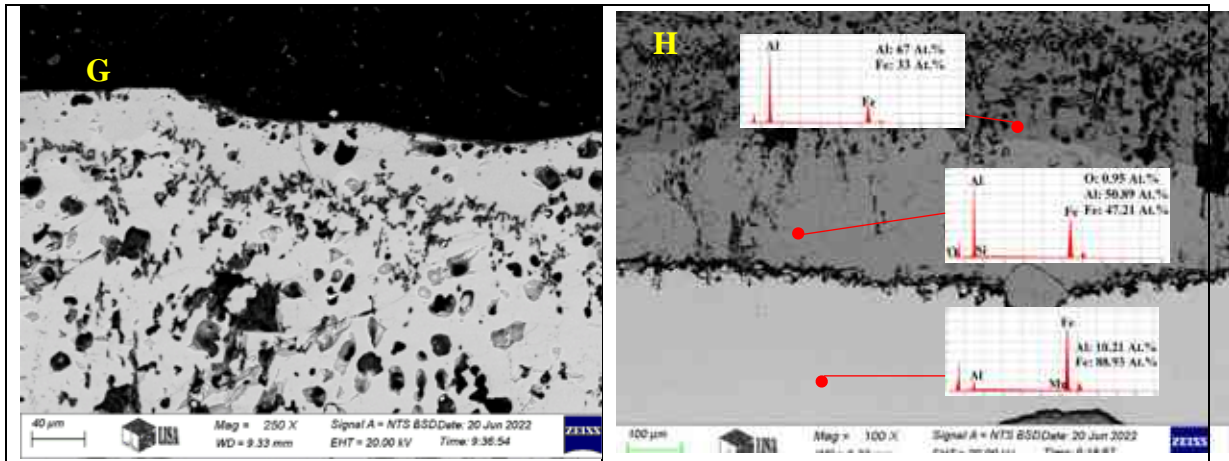 G
40 µm
LISA
Mag = 250 X
WD = 9.33 mm
Signal A = NTS BSD
EHT = 20.00 kV
Date: 20 Jun 2022
Time: 9:36:54
ZEISS
H
Al
Fe
Al: 67 At.%
Fe: 33 At.%
Al
O: 0.95 At.%
Al: 50.89 At.%
Fe: 47.21 At.%
Fe
O
Si
Fe
Al: 10.21 At.%
Fe: 88.93 At.%
Al
100 µm
LISA
Mag = 100 X
Signal A = NTS BSD
Date: 20 Jun 2022
ZEISS